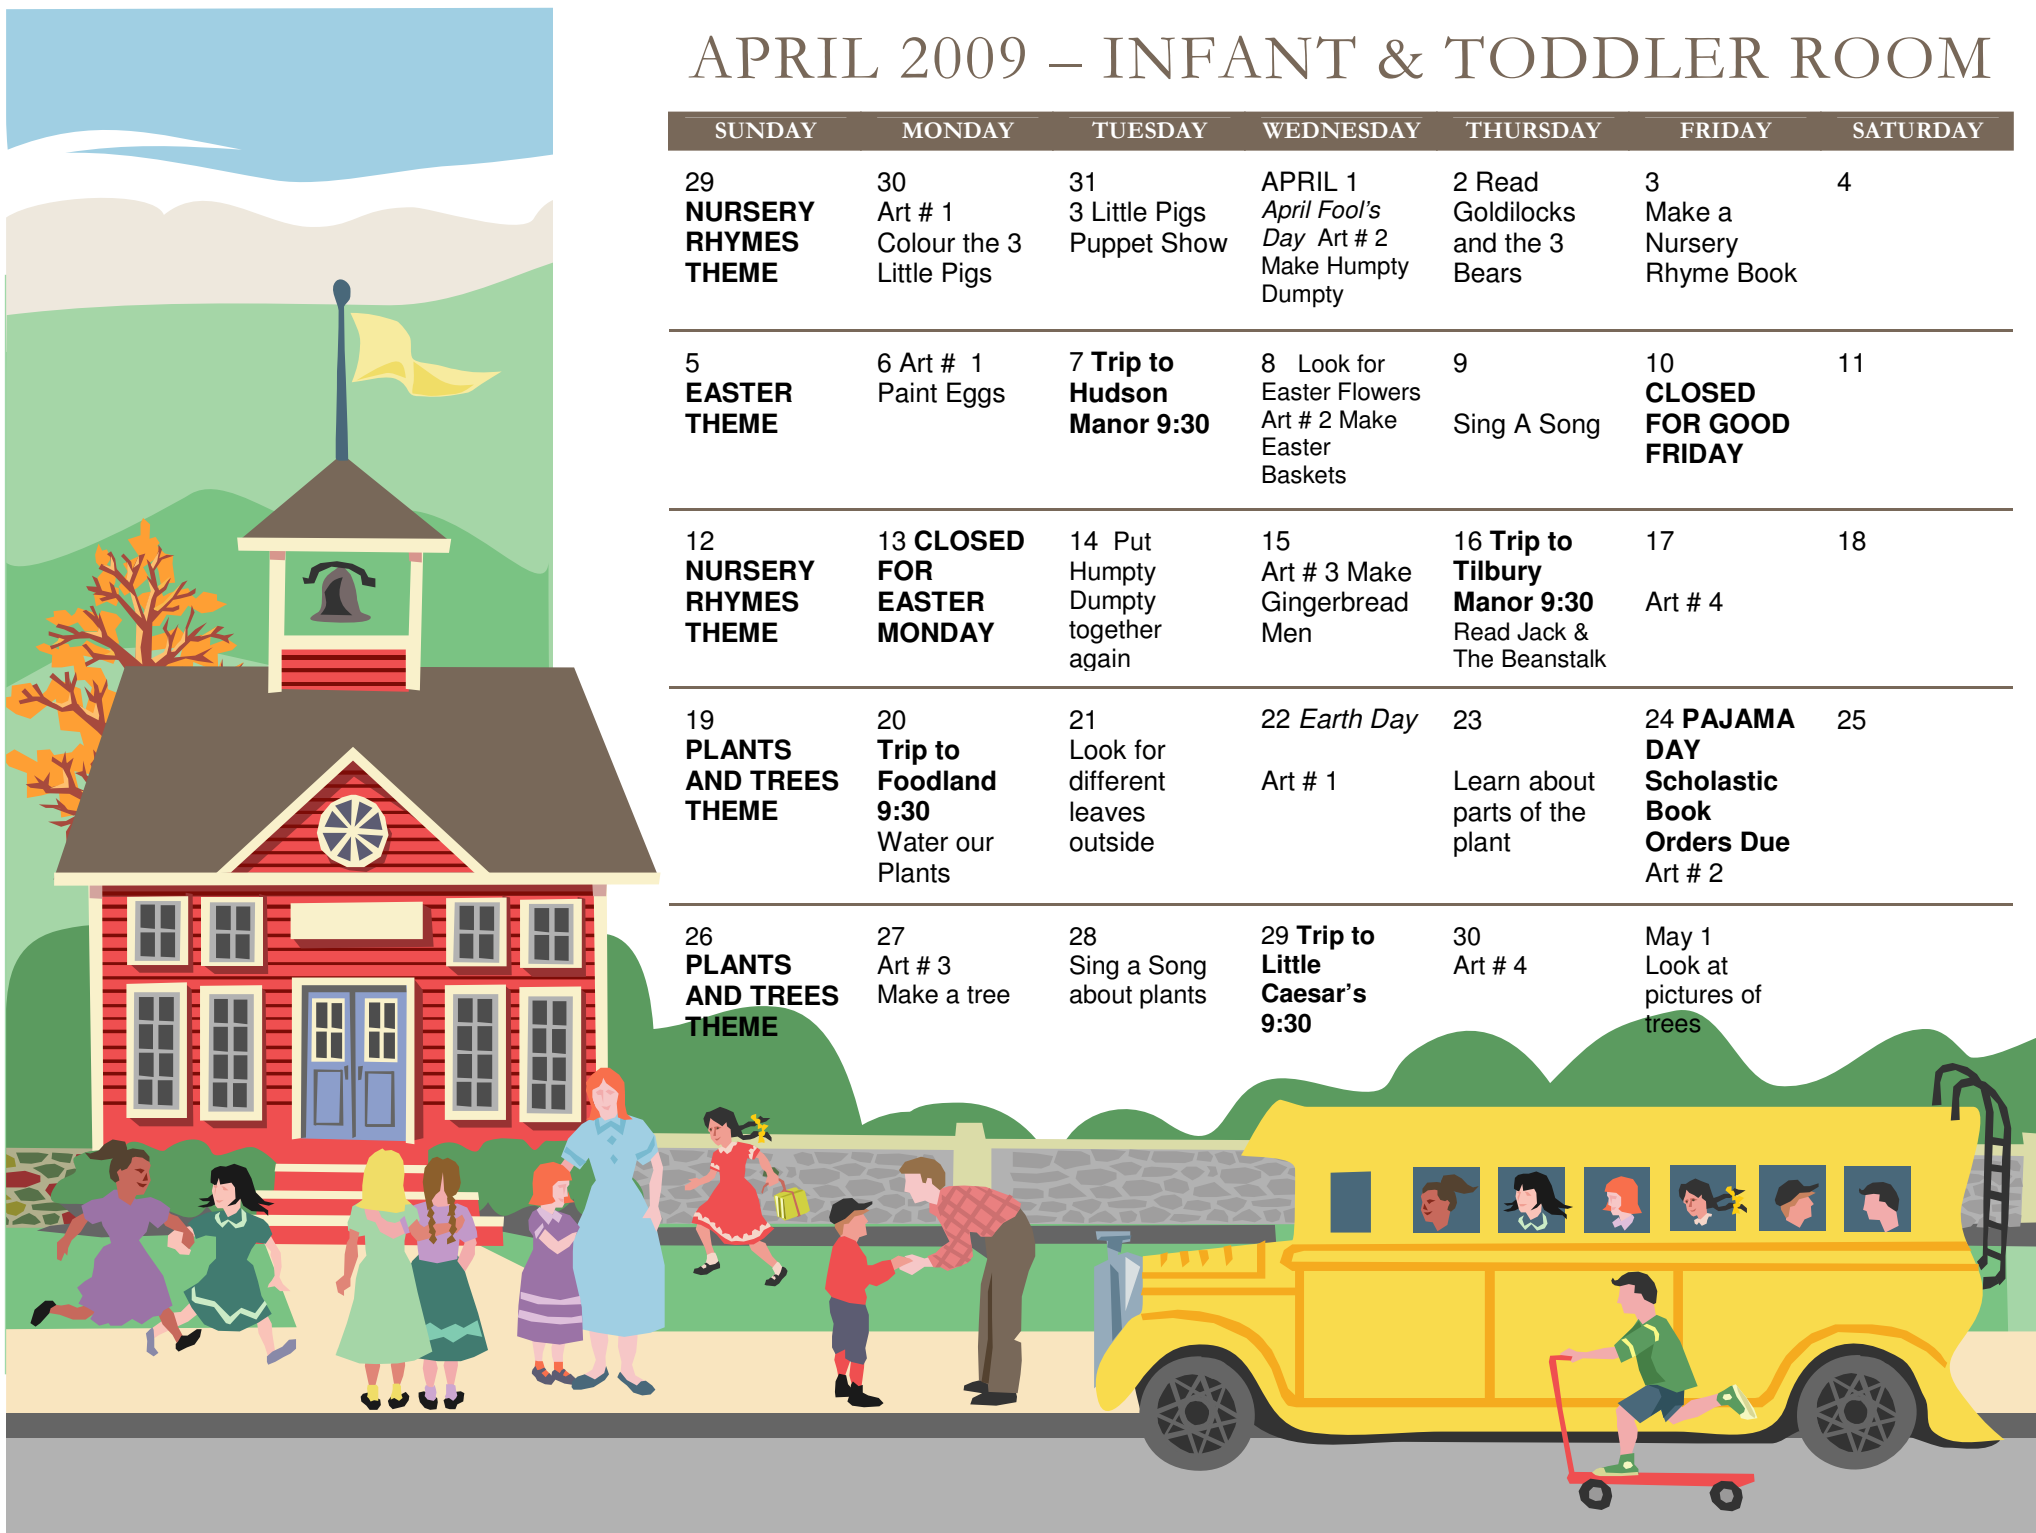 APRIL 2009 – INFANT & TODDLER ROOM
SUNDAY MONDAY TUESDAY WEDNESDAY THURSDAY FRIDAY SATURDAY
29
NURSERY
RHYMES
THEME
30
Art # 1
Colour the 3
Little Pigs
31
3 Little Pigs
Puppet Show
APRIL 1
April Fool's
Day Art # 2
Make Humpty
Dumpty
2 Read
Goldilocks
and the 3
Bears
3
Make a
Nursery
Rhyme Book
4
5
EASTER
THEME
6 Art # 1
Paint Eggs
7 Trip to
Hudson
Manor 9:30
8 Look for
Easter Flowers
Art # 2 Make
Easter
Baskets
9
Sing A Song
10
CLOSED
FOR GOOD
FRIDAY
11
12
NURSERY
RHYMES
THEME
13 CLOSED
FOR
EASTER
MONDAY
14 Put
Humpty
Dumpty
together
again
15
Art # 3 Make
Gingerbread
Men
16 Trip to
Tilbury
Manor 9:30
Read Jack &
The Beanstalk
17
Art # 4
18
19
PLANTS
AND TREES
THEME
20
Trip to
Foodland
9:30
Water our
Plants
21
Look for
different
leaves
outside
22 Earth Day
Art # 1
23
Learn about
parts of the
plant
24 PAJAMA
DAY
Scholastic
Book
Orders Due
Art # 2
25
26
PLANTS
AND TREES
THEME
27
Art # 3
Make a tree
28
Sing a Song
about plants
29 Trip to
Little
Caesar's
9:30
30
Art # 4
May 1
Look at
pictures of
trees